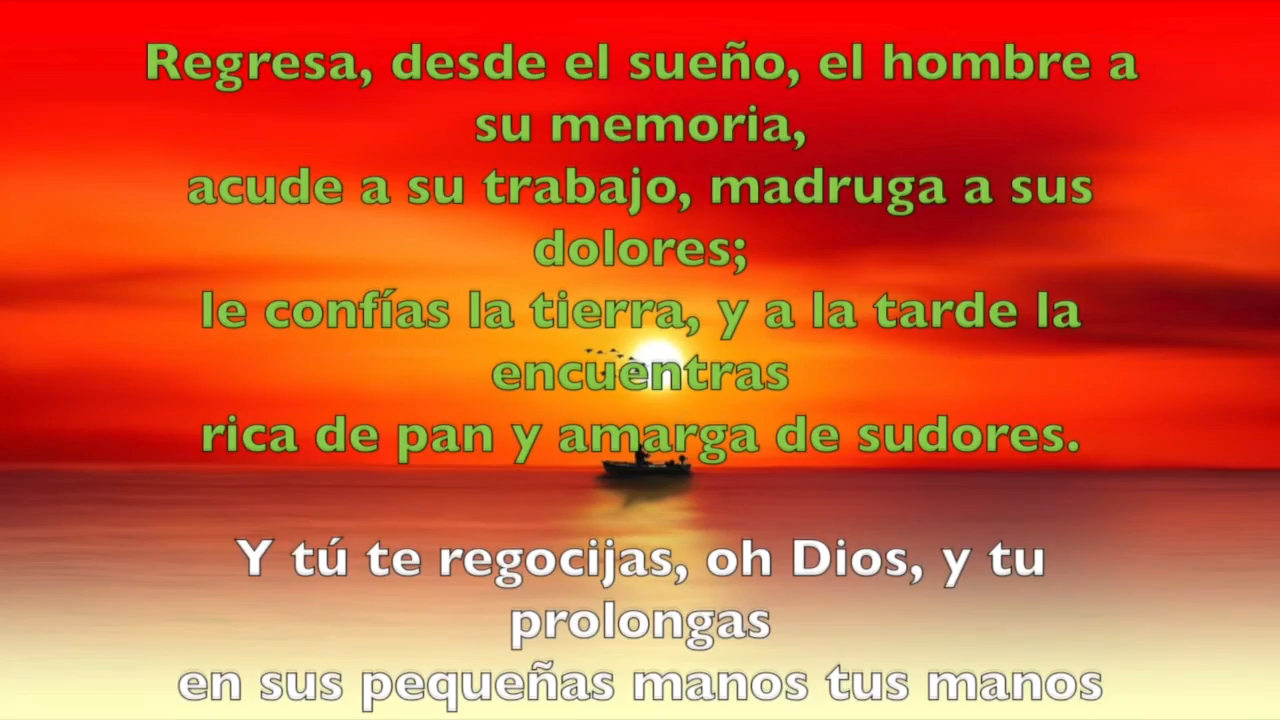 Regresa, desde el sueño, el hombre a
su memoria,
acude a su trabajo, madruga a sus
dolores;
le confías la tierra, y a la tarde la
encuentras
rica de pan y amarga de sudores.
Y tú te regocijas, oh Dios, y tu
prolongas
en sus pequeñas manos tus manos